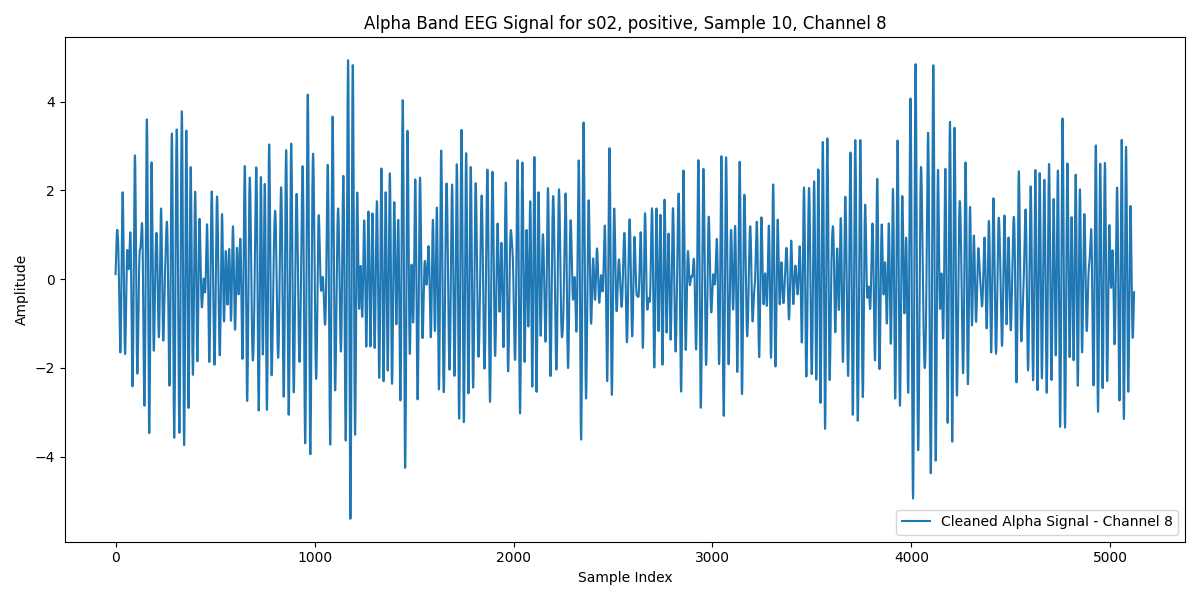 Alpha Band EEG Signal for s02, positive, Sample 10, Channel 8
Amplitude
4
2
0
−2
−4
Cleaned Alpha Signal - Channel 8
0 1000 2000 3000 4000 5000
Sample Index